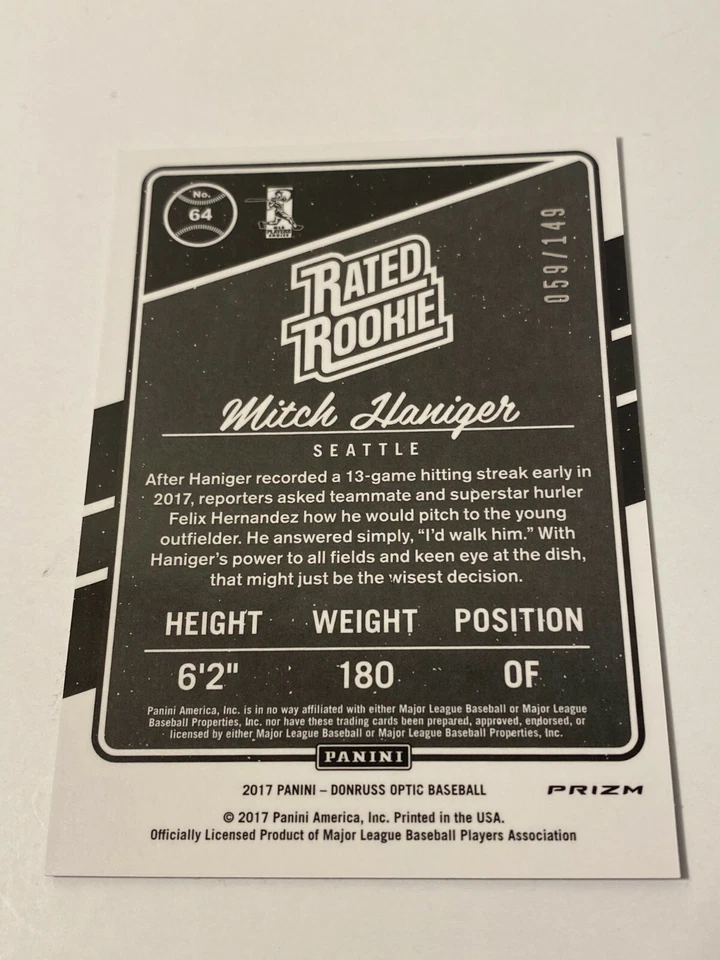 No.
64
MLB
PLAYERS
CHOICE
059/149
RATED
ROOKIE
Mitch Haniger
SEATTLE
After Haniger recorded a 13-game hitting streak early in
2017, reporters asked teammate and superstar hurler
Felix Hernandez how he would pitch to the young
outfielder. He answered simply, “I'd walk him.” With
Haniger's power to all fields and keen eye at the dish,
that might just be the wisest decision.
HEIGHT WEIGHT POSITION
6'2" 180 OF
Panini America, Inc. is in no way affiliated with either Major League Baseball or Major League
Baseball Properties, Inc. nor have these trading cards been prepared, approved, endorsed, or
licensed by either Major League Baseball or Major League Baseball Properties, Inc.
PANINI
2017 PANINI – DONRUSS OPTIC BASEBALL PRIZM
© 2017 Panini America, Inc. Printed in the USA.
Officially Licensed Product of Major League Baseball Players Association